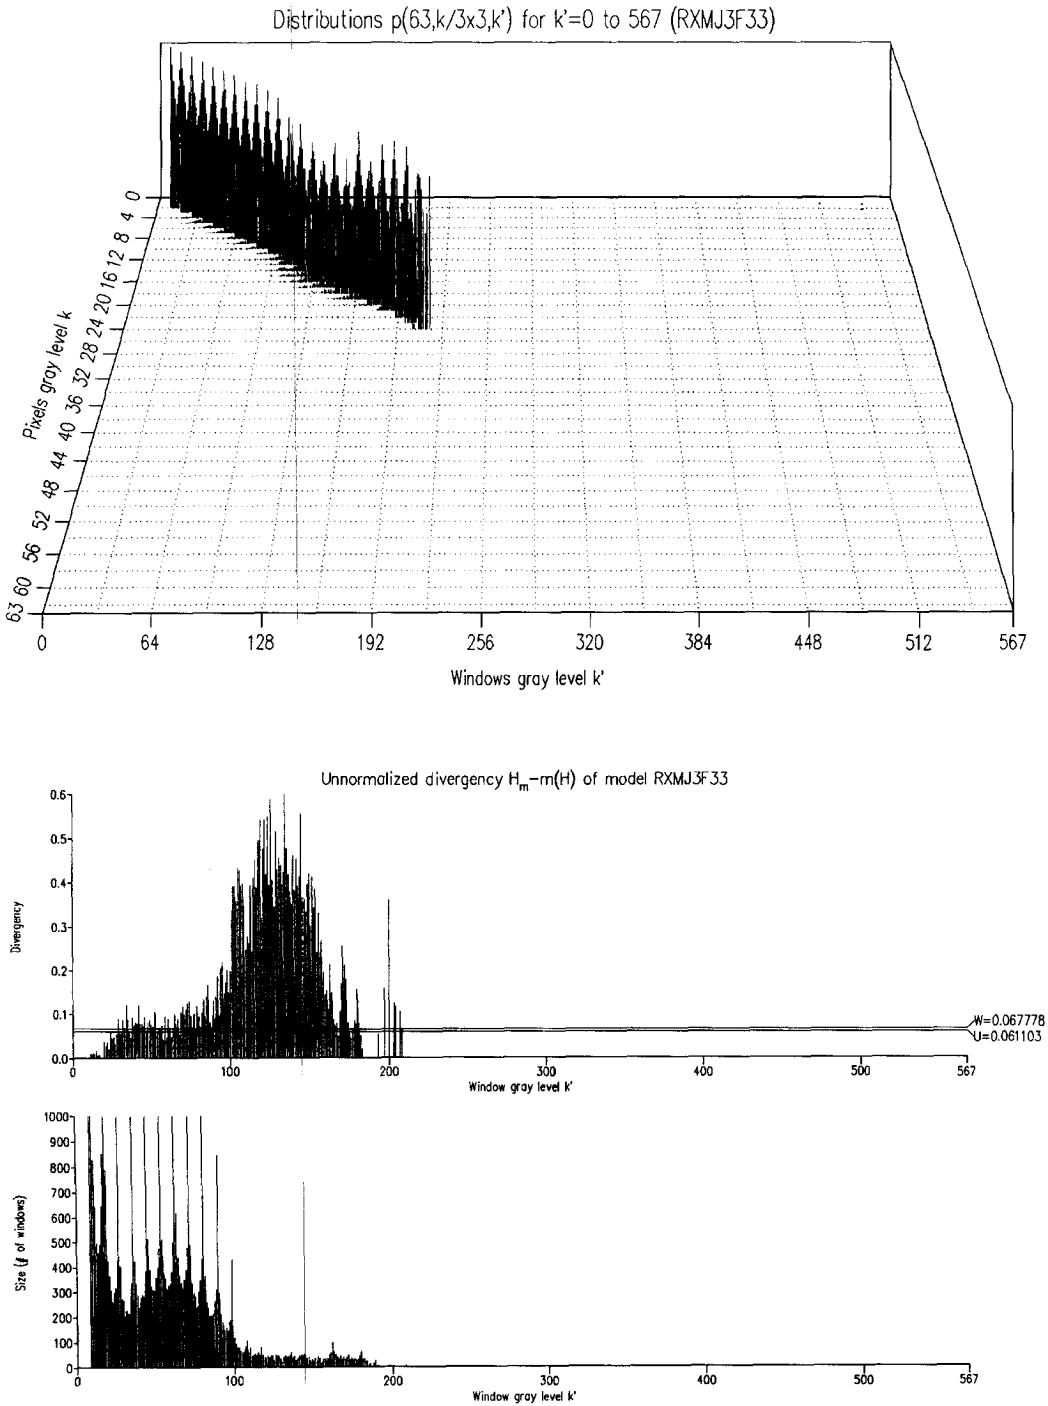 Distributions p(63,k/3x3,k') for k'=0 to 567 (RXMJ3F33)
Pixels gray level k
0
4
8
12
16
20
24
28
32
36
40
44
48
52
56
60
63
0 64 128 192 256 320 384 448 512 567
Windows gray level k'
Unnormalized divergency Hm-m(H) of model RXMJ3F33
Divergency
0.6
0.5
0.4
0.3
0.2
0.1
0.0
W=0.067778
U=0.061103
0 100 200 300 400 500 567
Window gray level k'
Size (# of windows)
1000
900
800
700
600
500
400
300
200
100
0
0 100 200 300 400 500 567
Window gray level k'